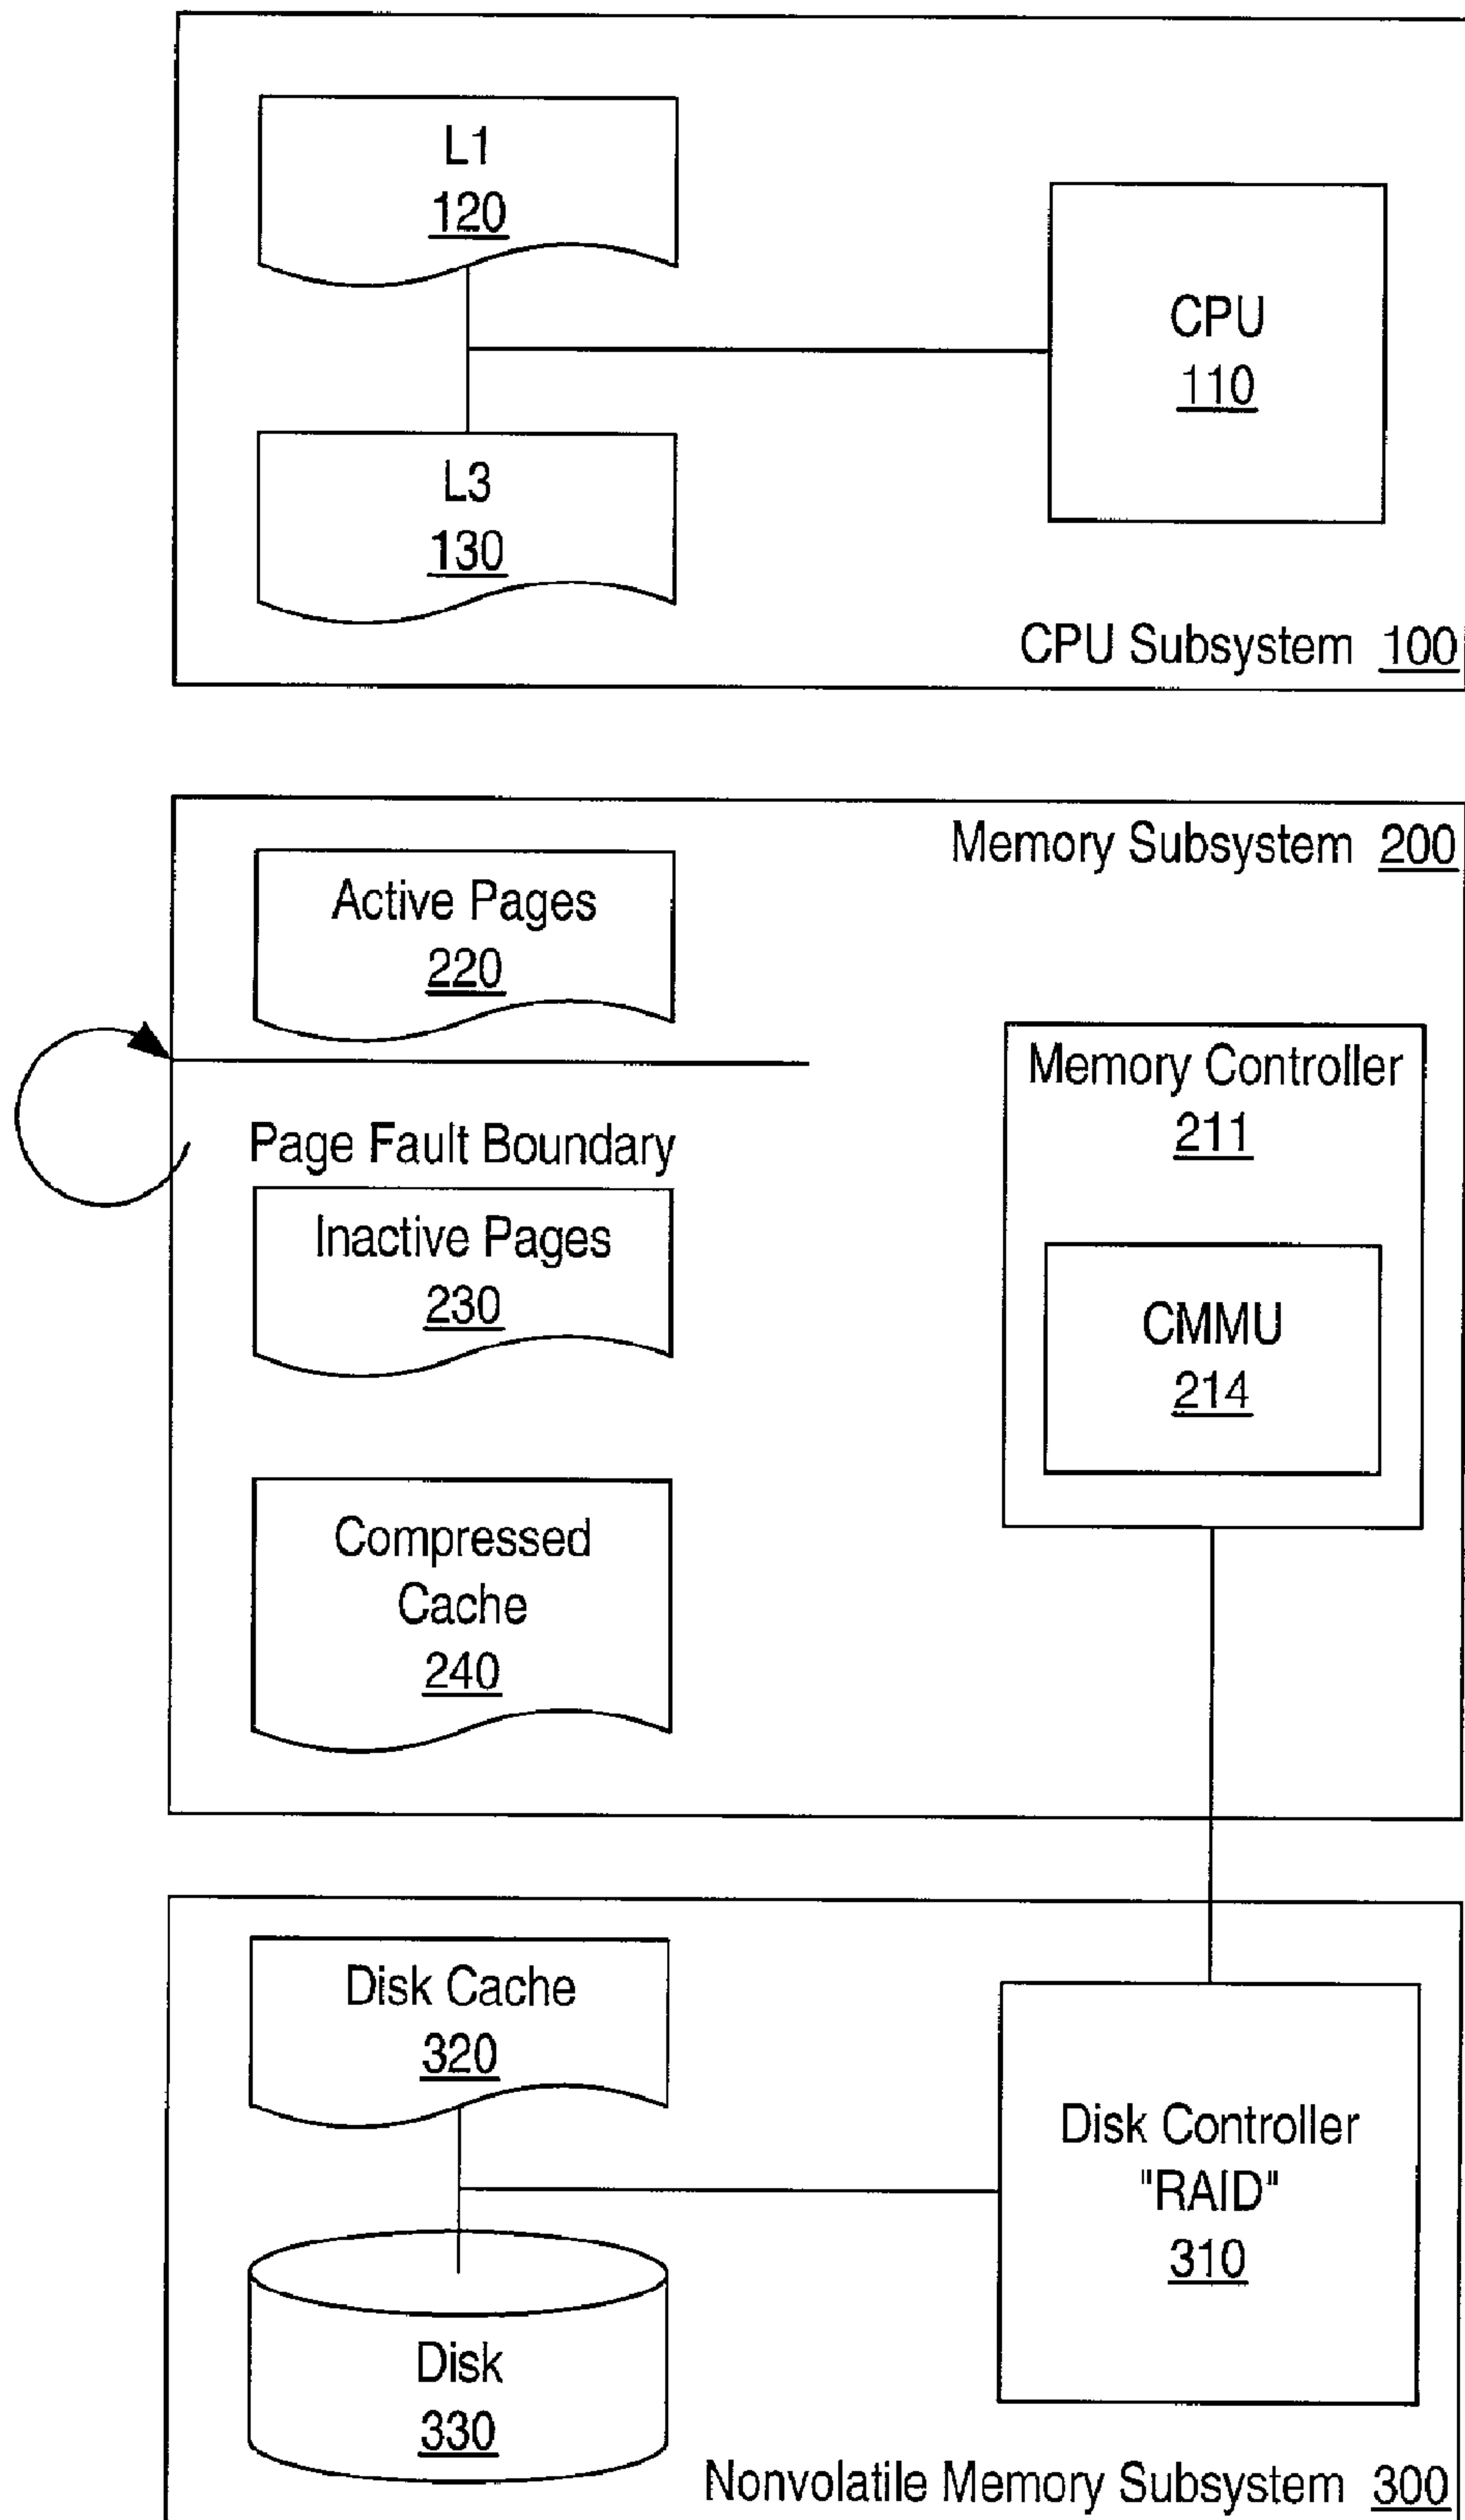 L1
120
CPU
110
L3
130
CPU Subsystem 100
Memory Subsystem 200
Active Pages
220
Memory Controller
211
Page Fault Boundary
Inactive Pages
230
CMMU
214
Compressed
Cache
240
Disk Cache
320
Disk Controller
"RAID"
310
Disk
330
Nonvolatile Memory Subsystem 300